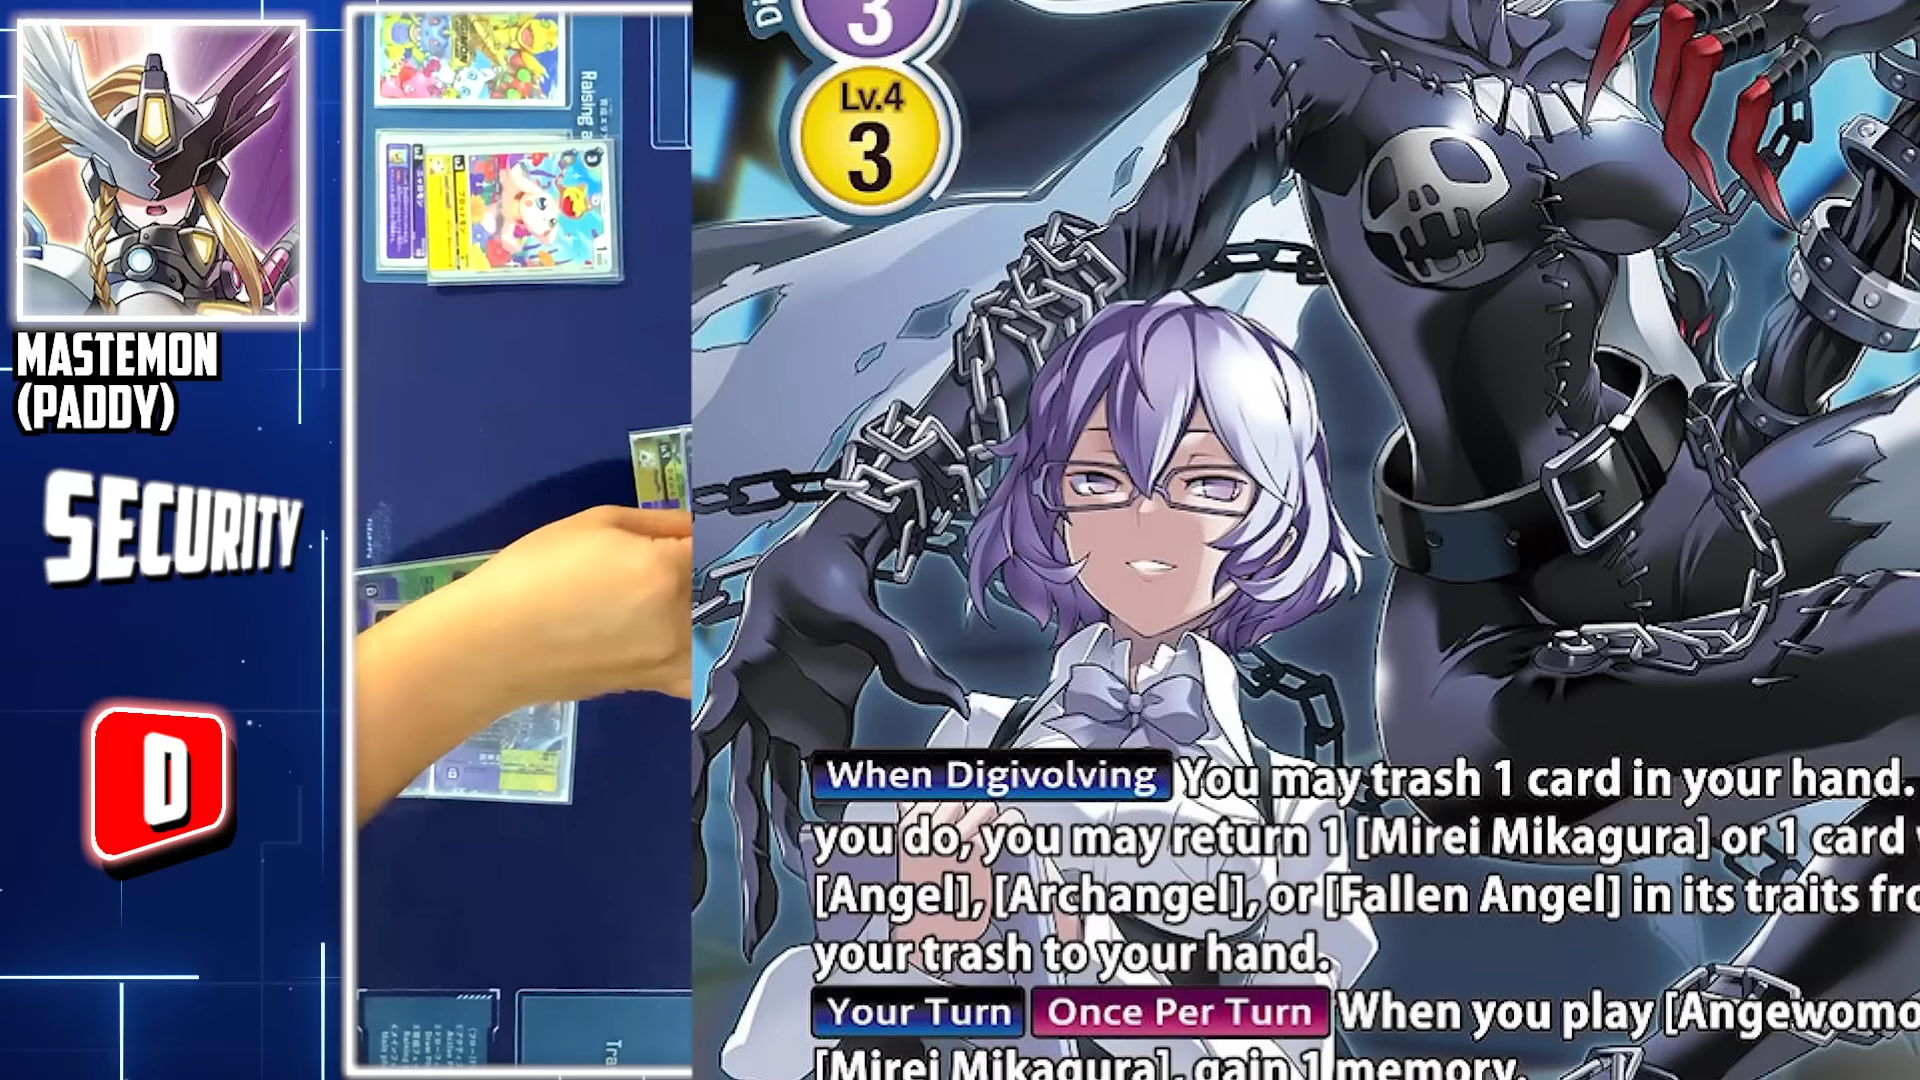 MASTEMON
(PADDY)
SECURITY
D
Raising a
3
Lv.4
3
When Digivolving You may trash 1 card in your hand.
you do, you may return 1 [Mirei Mikagura] or 1 card
[Angel], [Archangel], or [Fallen Angel] in its traits fro
your trash to your hand.
Your Turn Once Per Turn When you play [Angewomo
[Mirei Mikagura], gain 1 memory.
Tra